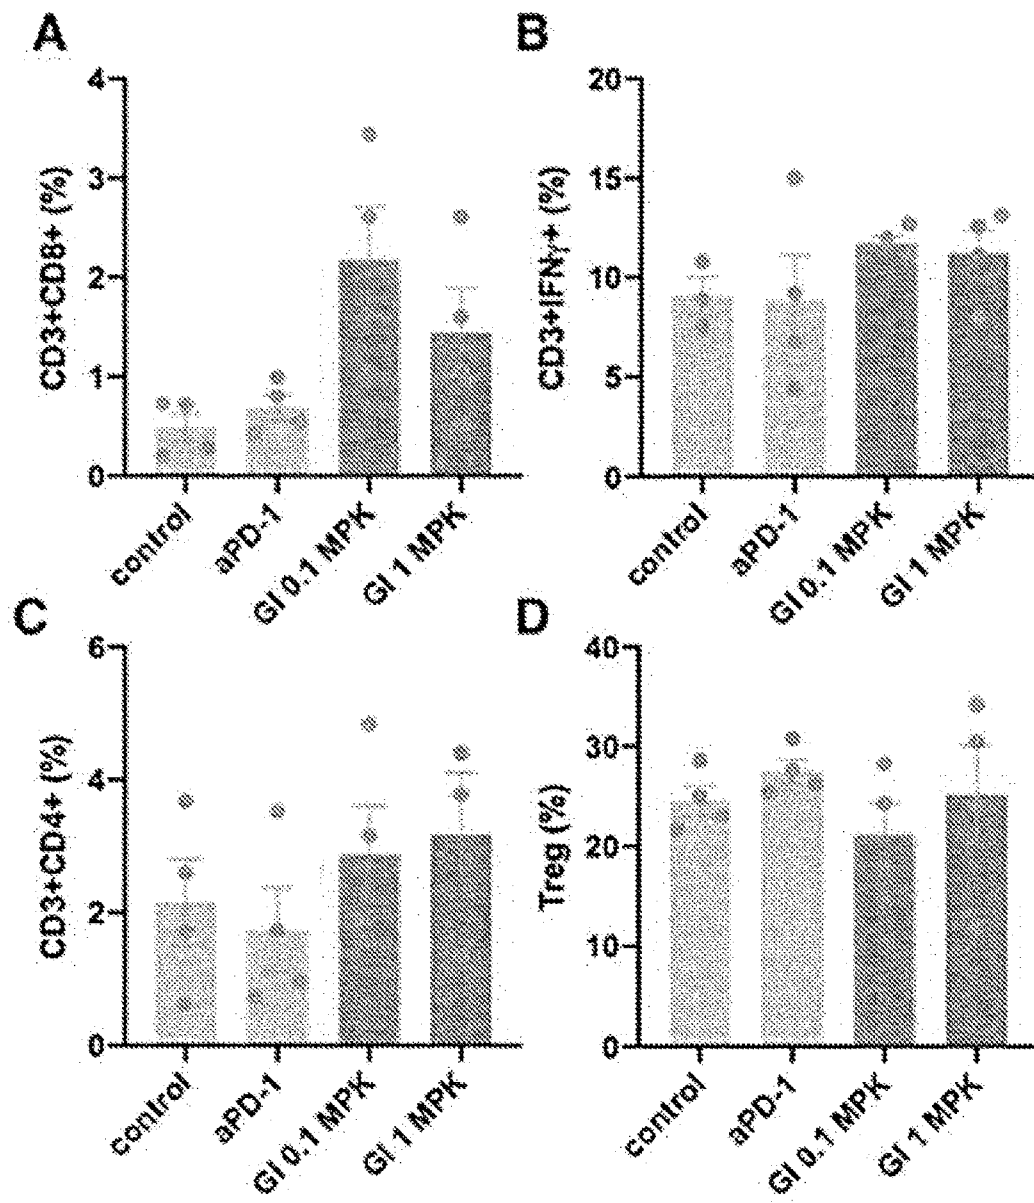 A
CD3+CD8+ (%)
4
3
2
1
0
control
aPD-1
GI 0.1 MPK
GI 1 MPK
B
CD3+IFNγ+ (%)
20
15
10
5
0
control
aPD-1
GI 0.1 MPK
GI 1 MPK
C
CD3+CD4+ (%)
6
4
2
0
control
aPD-1
GI 0.1 MPK
GI 1 MPK
D
Treg (%)
40
30
20
10
0
control
aPD-1
GI 0.1 MPK
GI 1 MPK